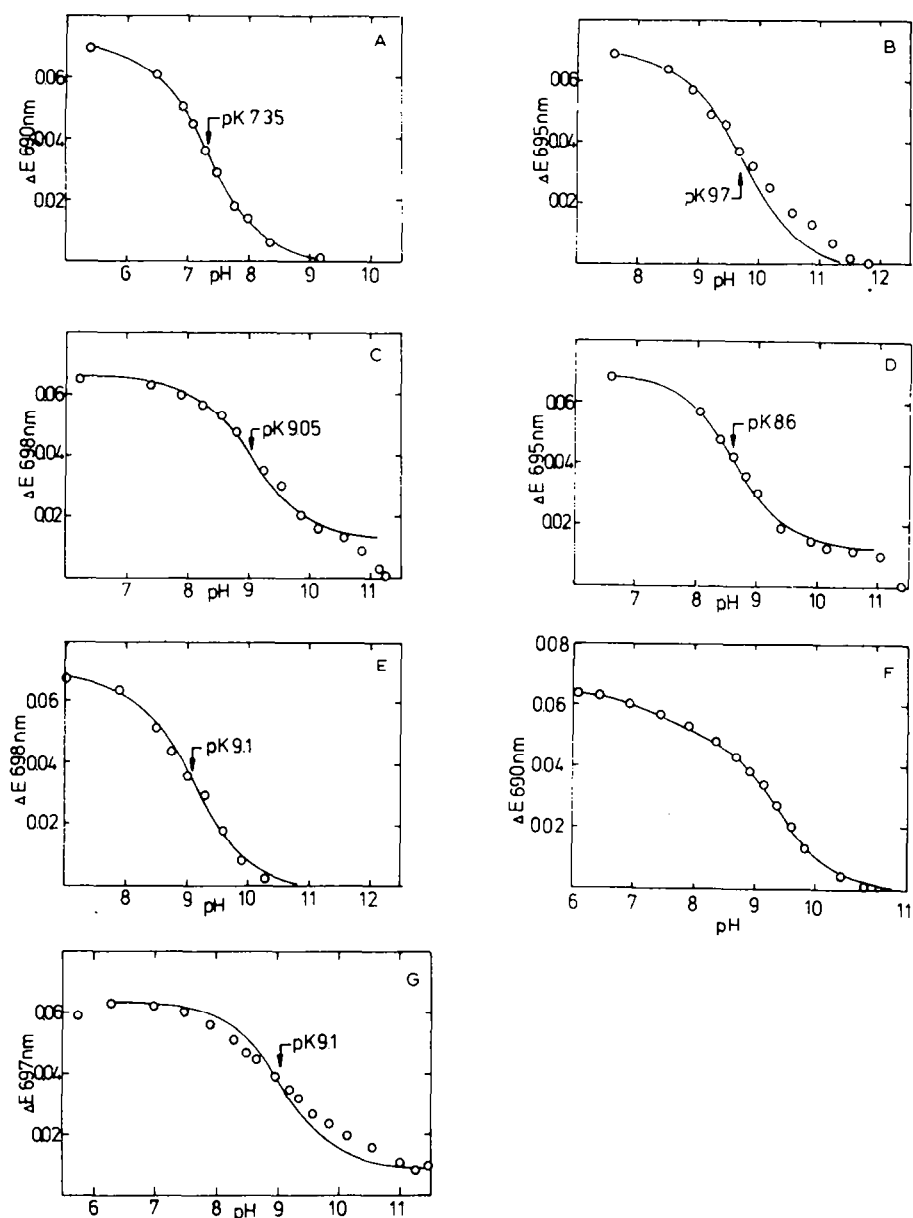 A
0.06
0.04
0.02
ΔE 690nm
pK 7.35
6 7 8 9 10
pH
B
0.06
0.04
0.02
ΔE 695nm
pK 9.7
8 9 10 11 12
pH
C
0.06
0.04
0.02
ΔE 698nm
pK 9.05
7 8 9 10 11
pH
D
0.06
0.04
0.02
ΔE 695nm
pK 8.6
7 8 9 10 11
pH
E
0.06
0.04
0.02
ΔE 698nm
pK 9.1
8 9 10 11 12
pH
F
0.08
0.06
0.04
0.02
ΔE 690nm
6 7 8 9 10 11
pH
G
0.06
0.04
0.02
ΔE 697nm
pK 9.1
6 7 8 9 10 11
pH